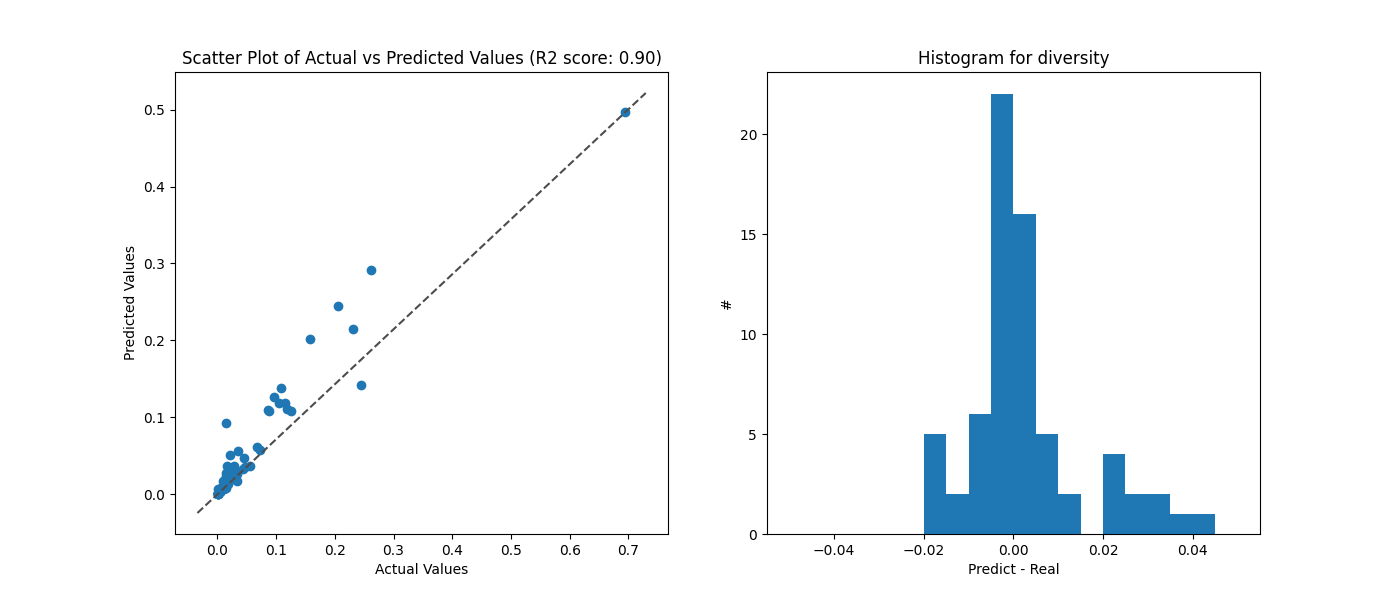 Scatter Plot of Actual vs Predicted Values (R2 score: 0.90)
Predicted Values
0.5
0.4
0.3
0.2
0.1
0.0
0.0 0.1 0.2 0.3 0.4 0.5 0.6 0.7
Actual Values
Histogram for diversity
#
20
15
10
5
0
−0.04 −0.02 0.00 0.02 0.04
Predict - Real